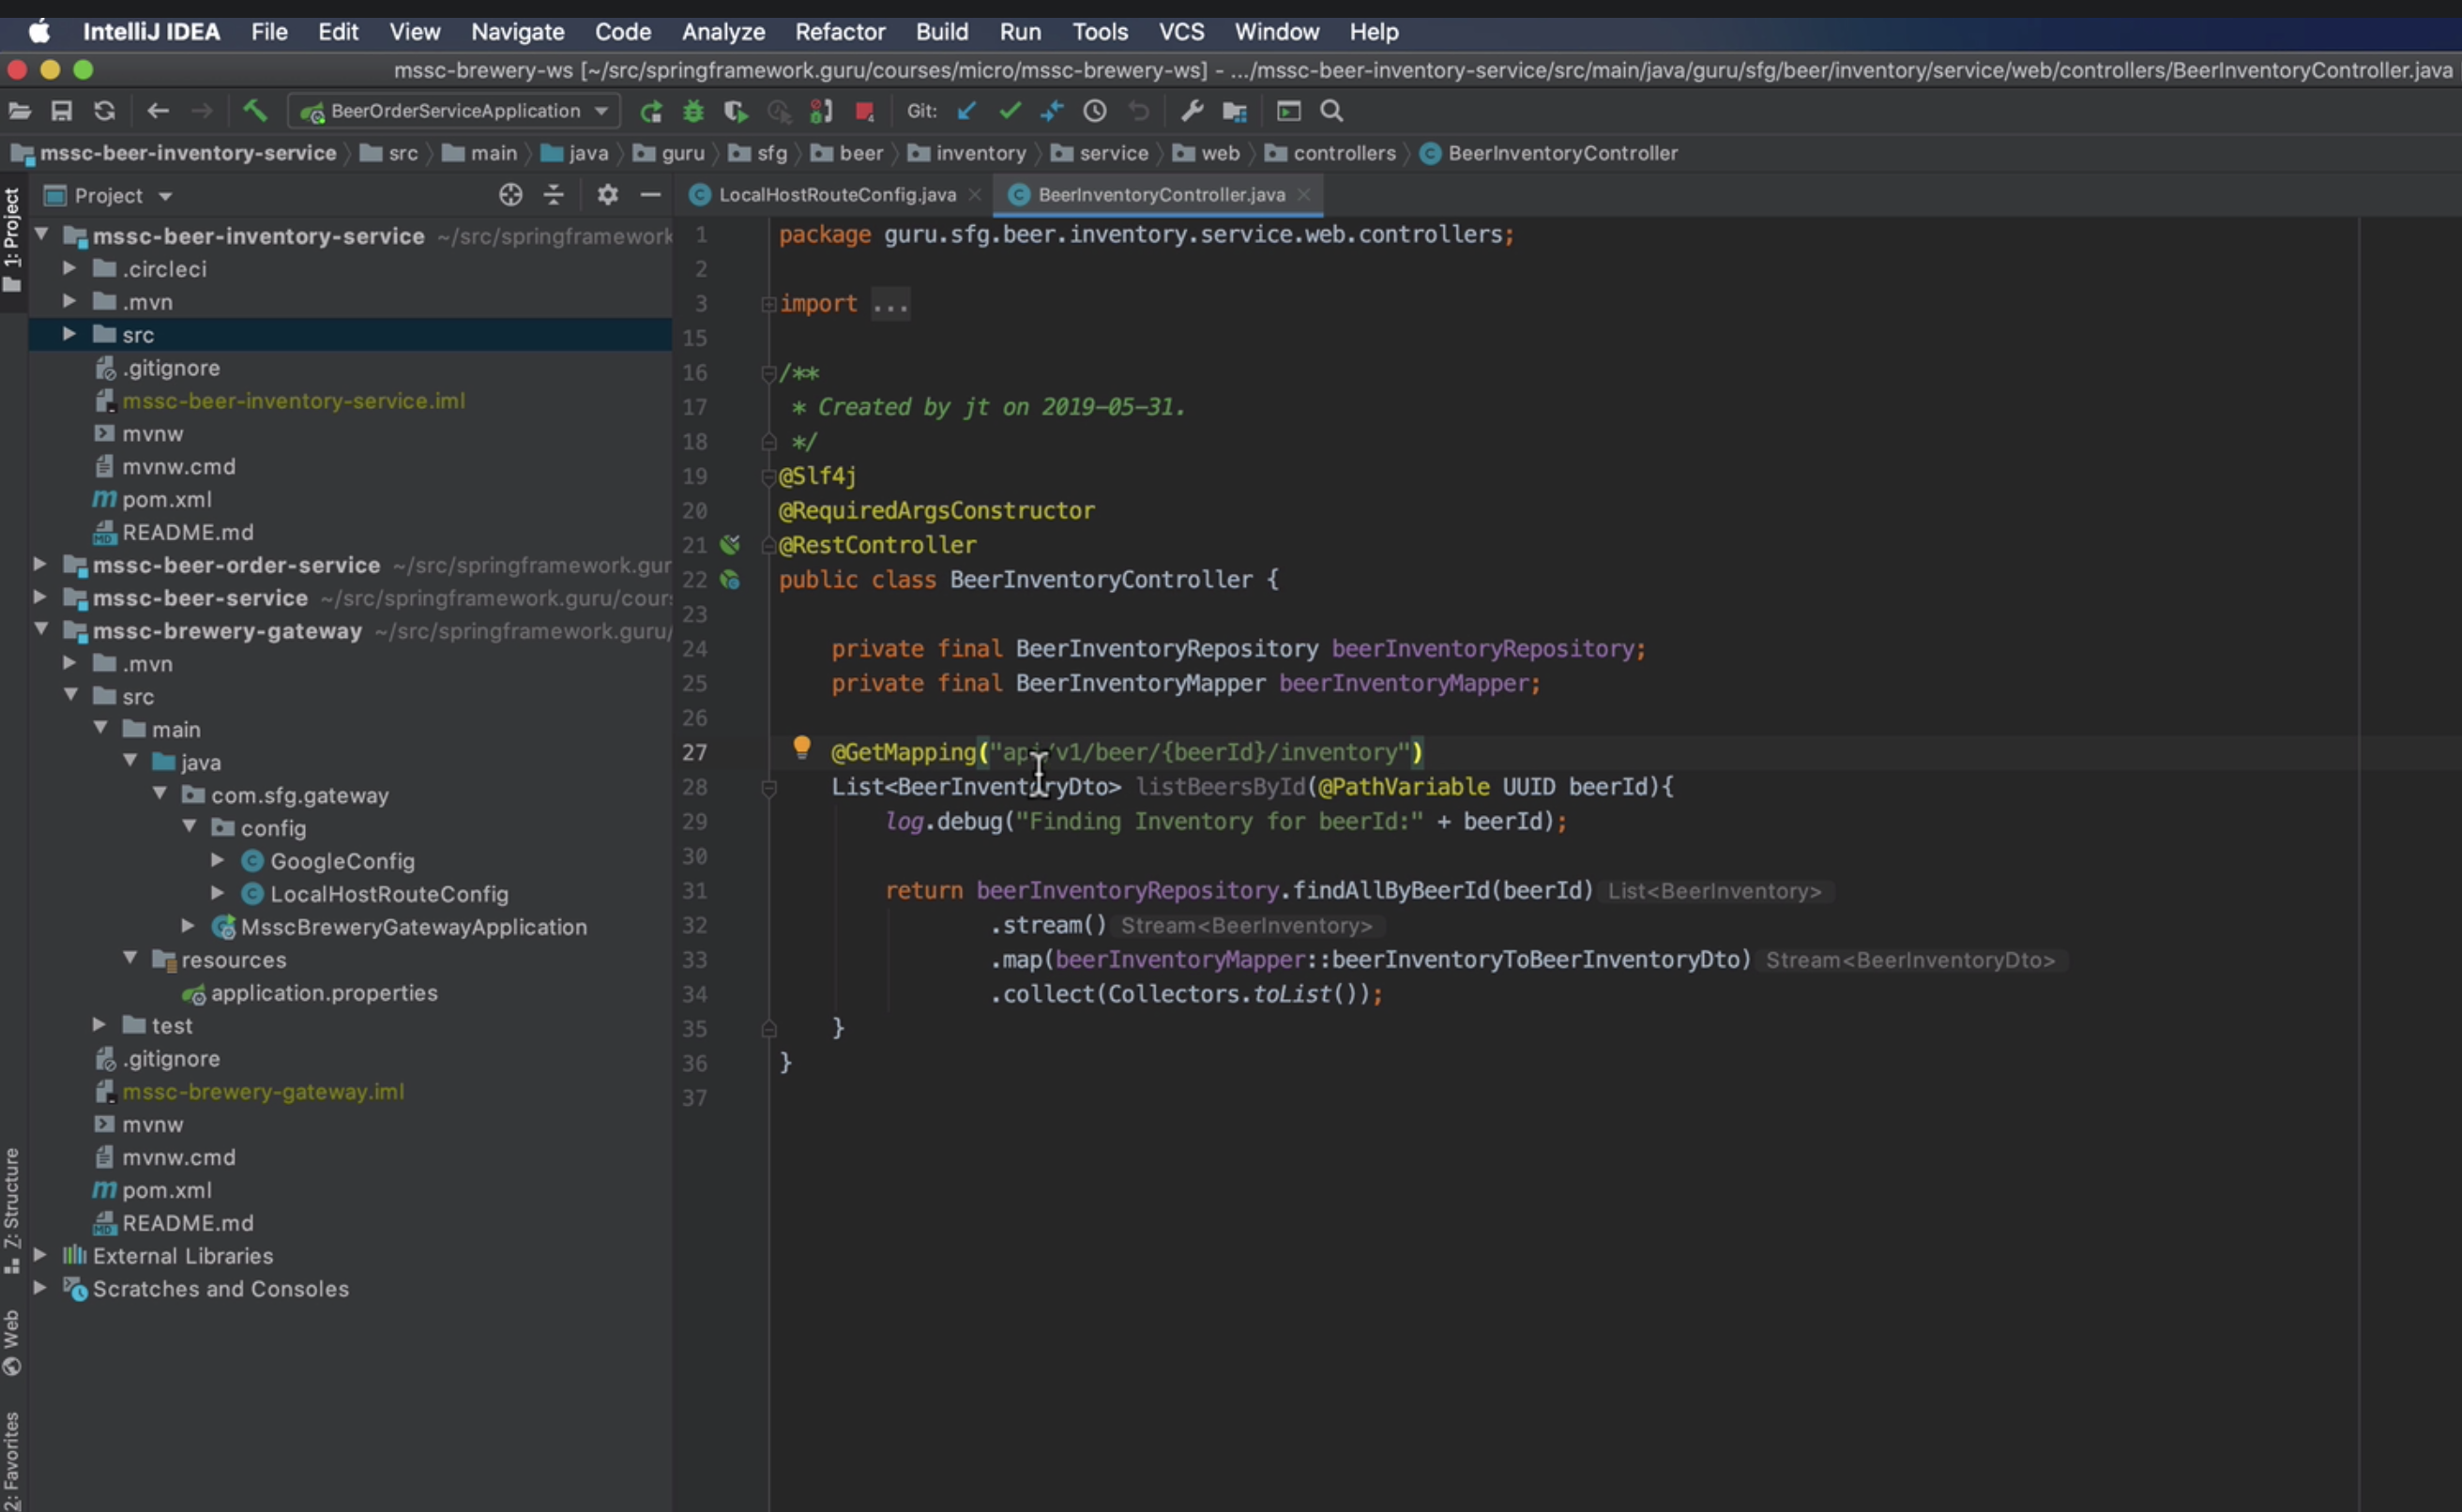 IntelliJ IDEA File Edit View Navigate Code Analyze Refactor Build Run Tools VCS Window Help
mssc-brewery-ws [~/src/springframework.guru/courses/micro/mssc-brewery-ws] - .../mssc-beer-inventory-service/src/main/java/guru/sfg/beer/inventory/service/web/controllers/BeerInventoryController.java
BeerOrderServiceApplication Git:
mssc-beer-inventory-service src main java guru sfg beer inventory service web controllers BeerInventoryController
1: Project
Project
mssc-beer-inventory-service ~/src/springframework
.circleci
.mvn
src
.gitignore
mssc-beer-inventory-service.iml
mvnw
mvnw.cmd
pom.xml
README.md
mssc-beer-order-service ~/src/springframework.gur
mssc-beer-service ~/src/springframework.guru/cour
mssc-brewery-gateway ~/src/springframework.guru/
.mvn
src
main
java
com.sfg.gateway
config
GoogleConfig
LocalHostRouteConfig
MsscBreweryGatewayApplication
resources
application.properties
test
.gitignore
mssc-brewery-gateway.iml
mvnw
mvnw.cmd
pom.xml
README.md
External Libraries
Scratches and Consoles
Z: Structure
Web
2: Favorites
LocalHostRouteConfig.java BeerInventoryController.java
1 package guru.sfg.beer.inventory.service.web.controllers;
2
3 import ...
15
16 /**
17 * Created by jt on 2019-05-31.
18 */
19 @Slf4j
20 @RequiredArgsConstructor
21 @RestController
22 public class BeerInventoryController {
23
24 private final BeerInventoryRepository beerInventoryRepository;
25 private final BeerInventoryMapper beerInventoryMapper;
26
27 @GetMapping("api/v1/beer/{beerId}/inventory")
28 List<BeerInventoryDto> listBeersById(@PathVariable UUID beerId){
29 log.debug("Finding Inventory for beerId:" + beerId);
30
31 return beerInventoryRepository.findAllByBeerId(beerId) List<BeerInventory>
32 .stream() Stream<BeerInventory>
33 .map(beerInventoryMapper::beerInventoryToBeerInventoryDto) Stream<BeerInventoryDto>
34 .collect(Collectors.toList());
35 }
36 }
37